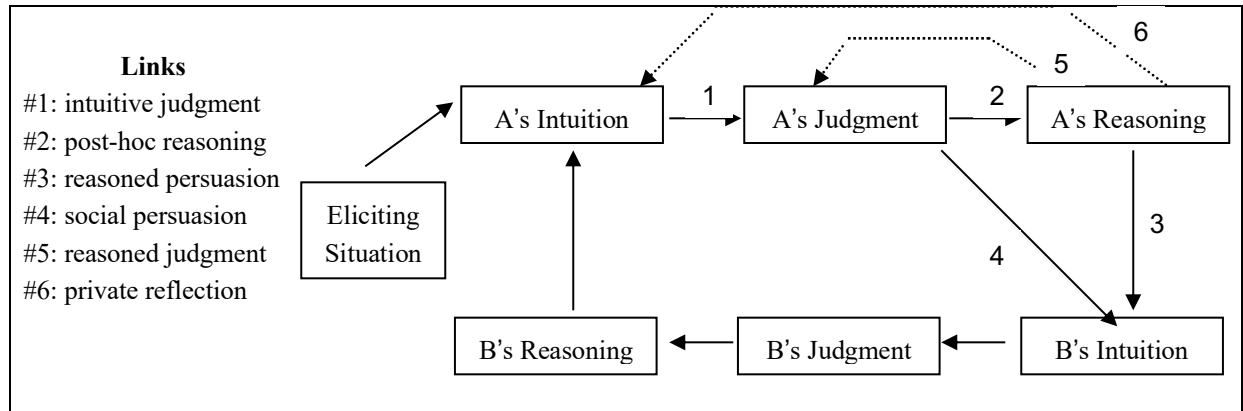 Links
#1: intuitive judgment
#2: post-hoc reasoning
#3: reasoned persuasion
#4: social persuasion
#5: reasoned judgment
#6: private reflection
Eliciting
Situation
A’s Intuition
1
A’s Judgment
2
A’s Reasoning
5
6
3
4
B’s Reasoning
B’s Judgment
B’s Intuition